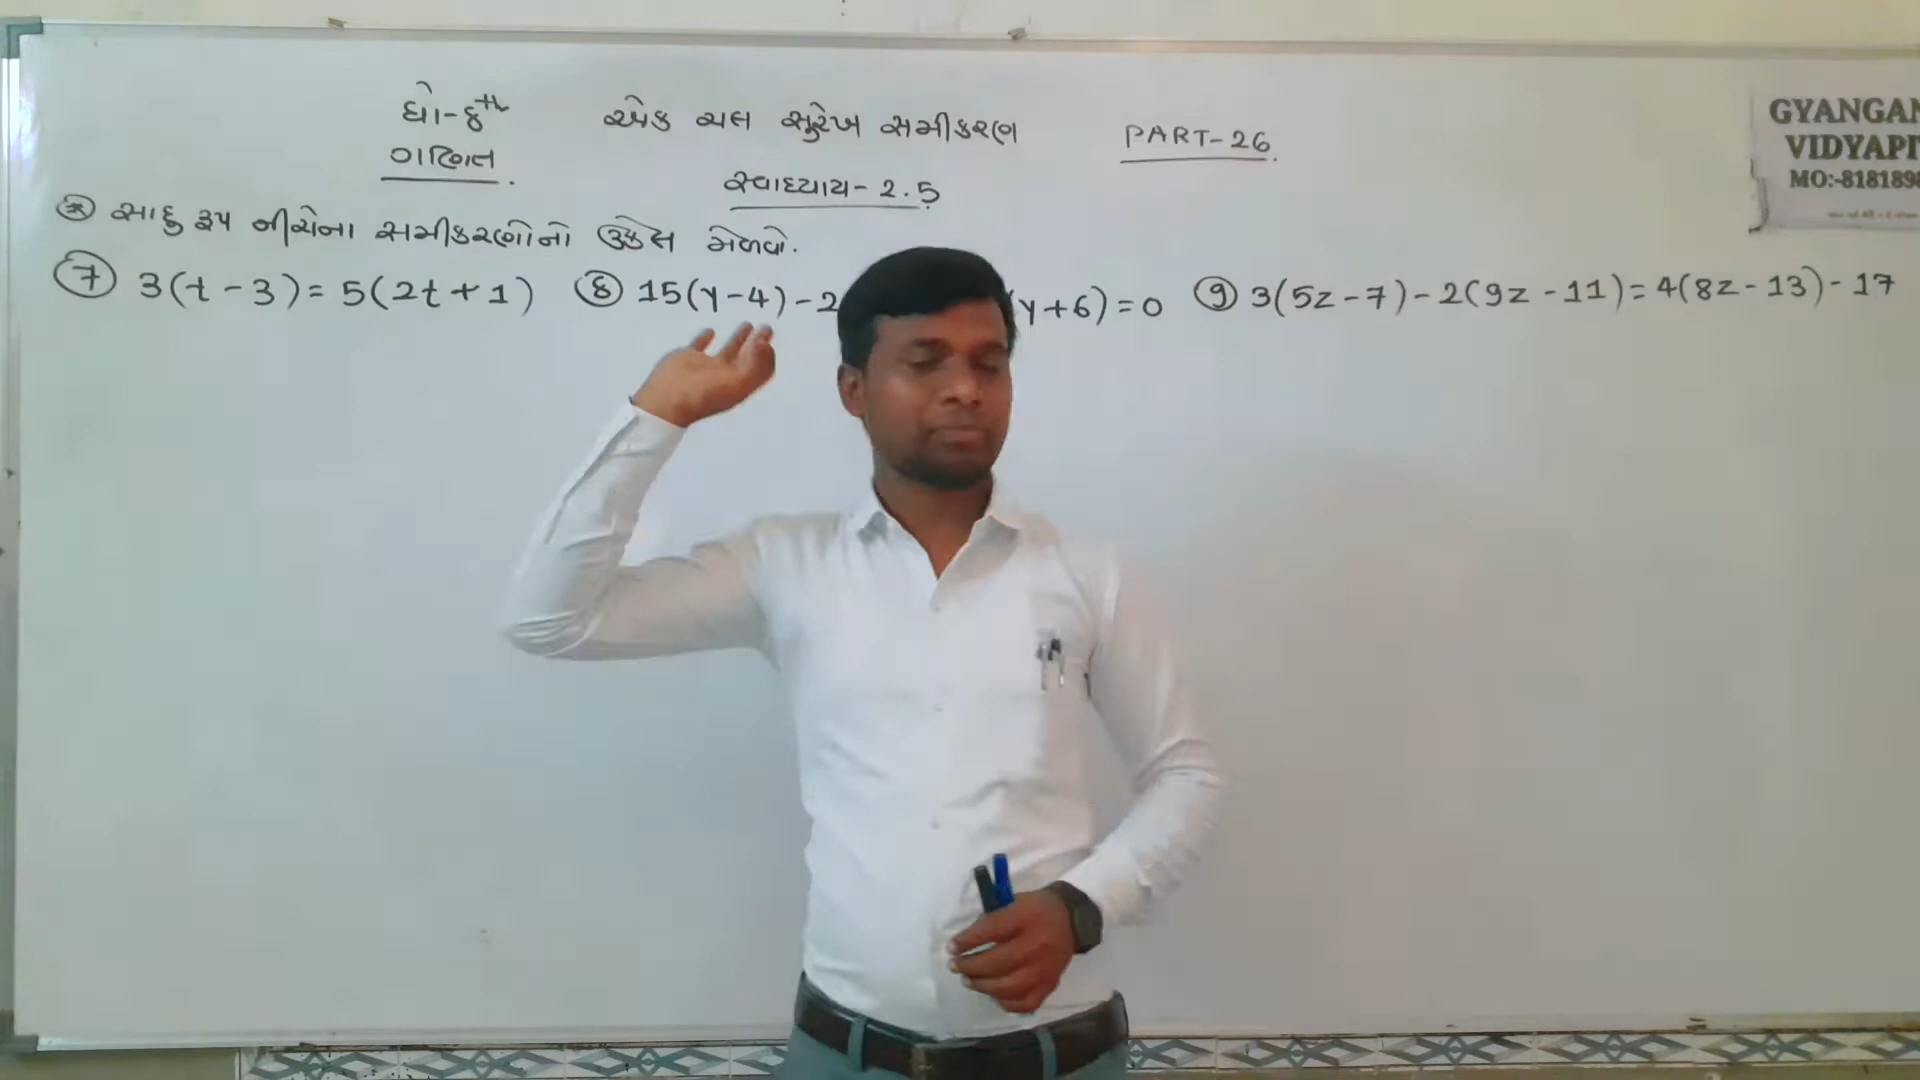 ધો-8th
ગણિત
એક ચલ સુરેખ સમીકરણ
PART-26
સ્વાધ્યાય-2.5
સાદુ રૂપ નીચેના સમીકરણોનો ઉકેલ મેળવો.
7 3(t-3)=5(2t+1)
8 15(y-4)-2 (y+6)=0
9 3(5z-7)-2(9z-11)=4(8z-13)-17
GYANGAN
VIDYAPI
MO:-818189